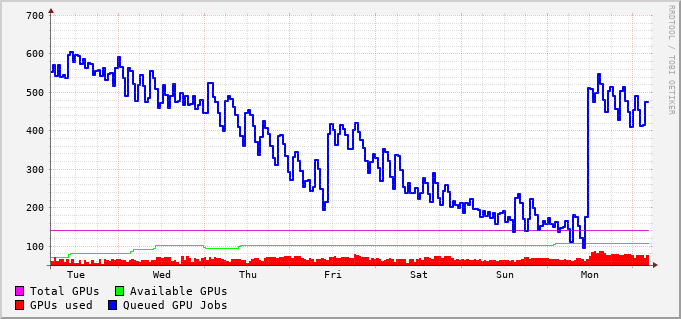 700
600
500
400
300
200
100
Tue Wed Thu Fri Sat Sun Mon
Total GPUs Available GPUs
GPUs used Queued GPU Jobs
RRDTOOL / TOBI OETIKER